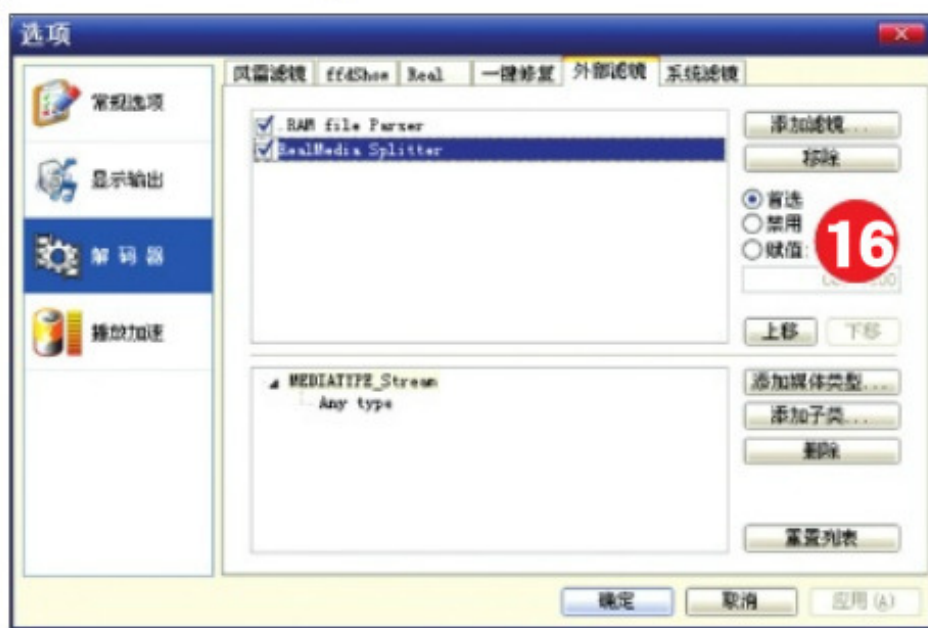 选项
常规选项
显示输出
解码器
播放加速
风雷滤镜 ffdShow Real 一键修复 外部滤镜 系统滤镜
.RAM file Parser
RealMedia Splitter
添加滤镜...
移除
首选
禁用
赋值:
16
上移 下移
MEDIATYPE_Stream
Any type
添加媒体类型...
添加子类...
删除
重置列表
确定 取消 应用(A)